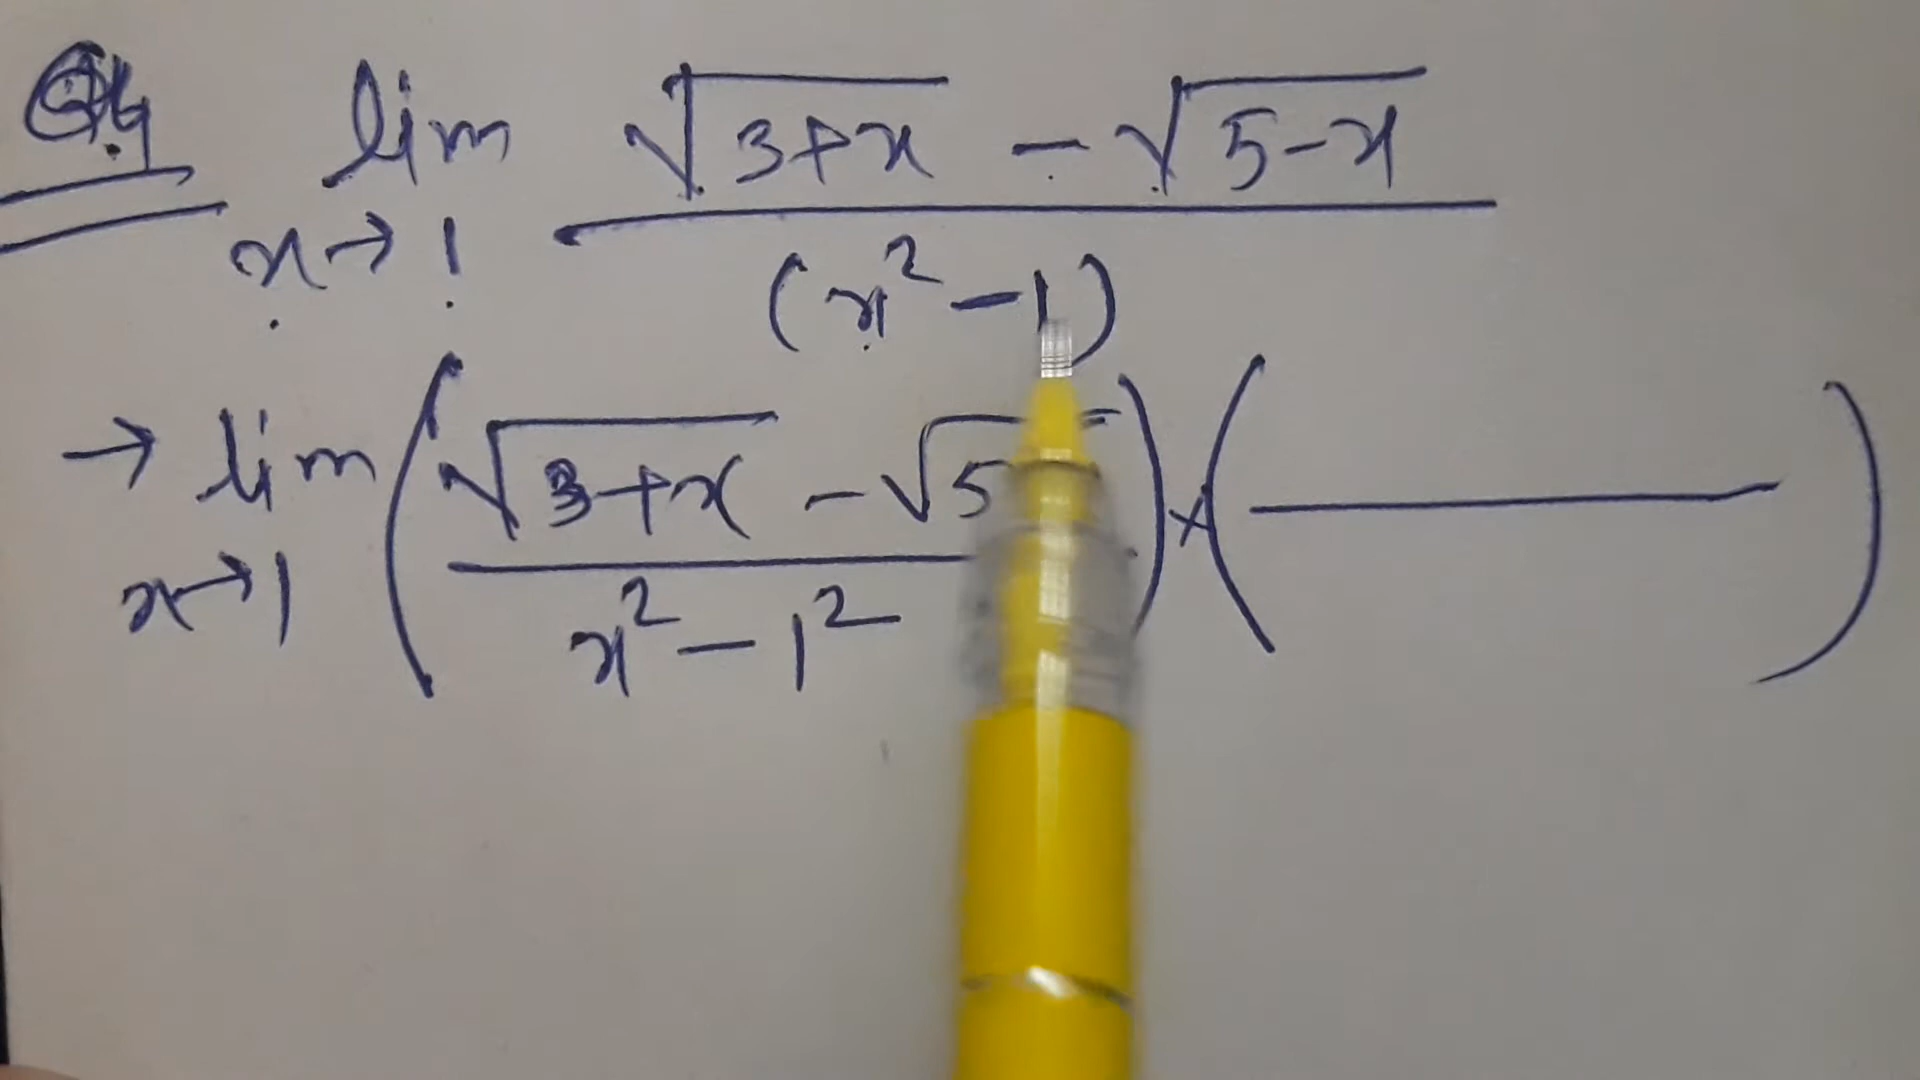 Q4 lim x→1 (√(3+x) - √(5-x)) / (x² - 1)
→ lim x→1 ( (√(3+x) - √5 / (x² - 1²) ) × ( )